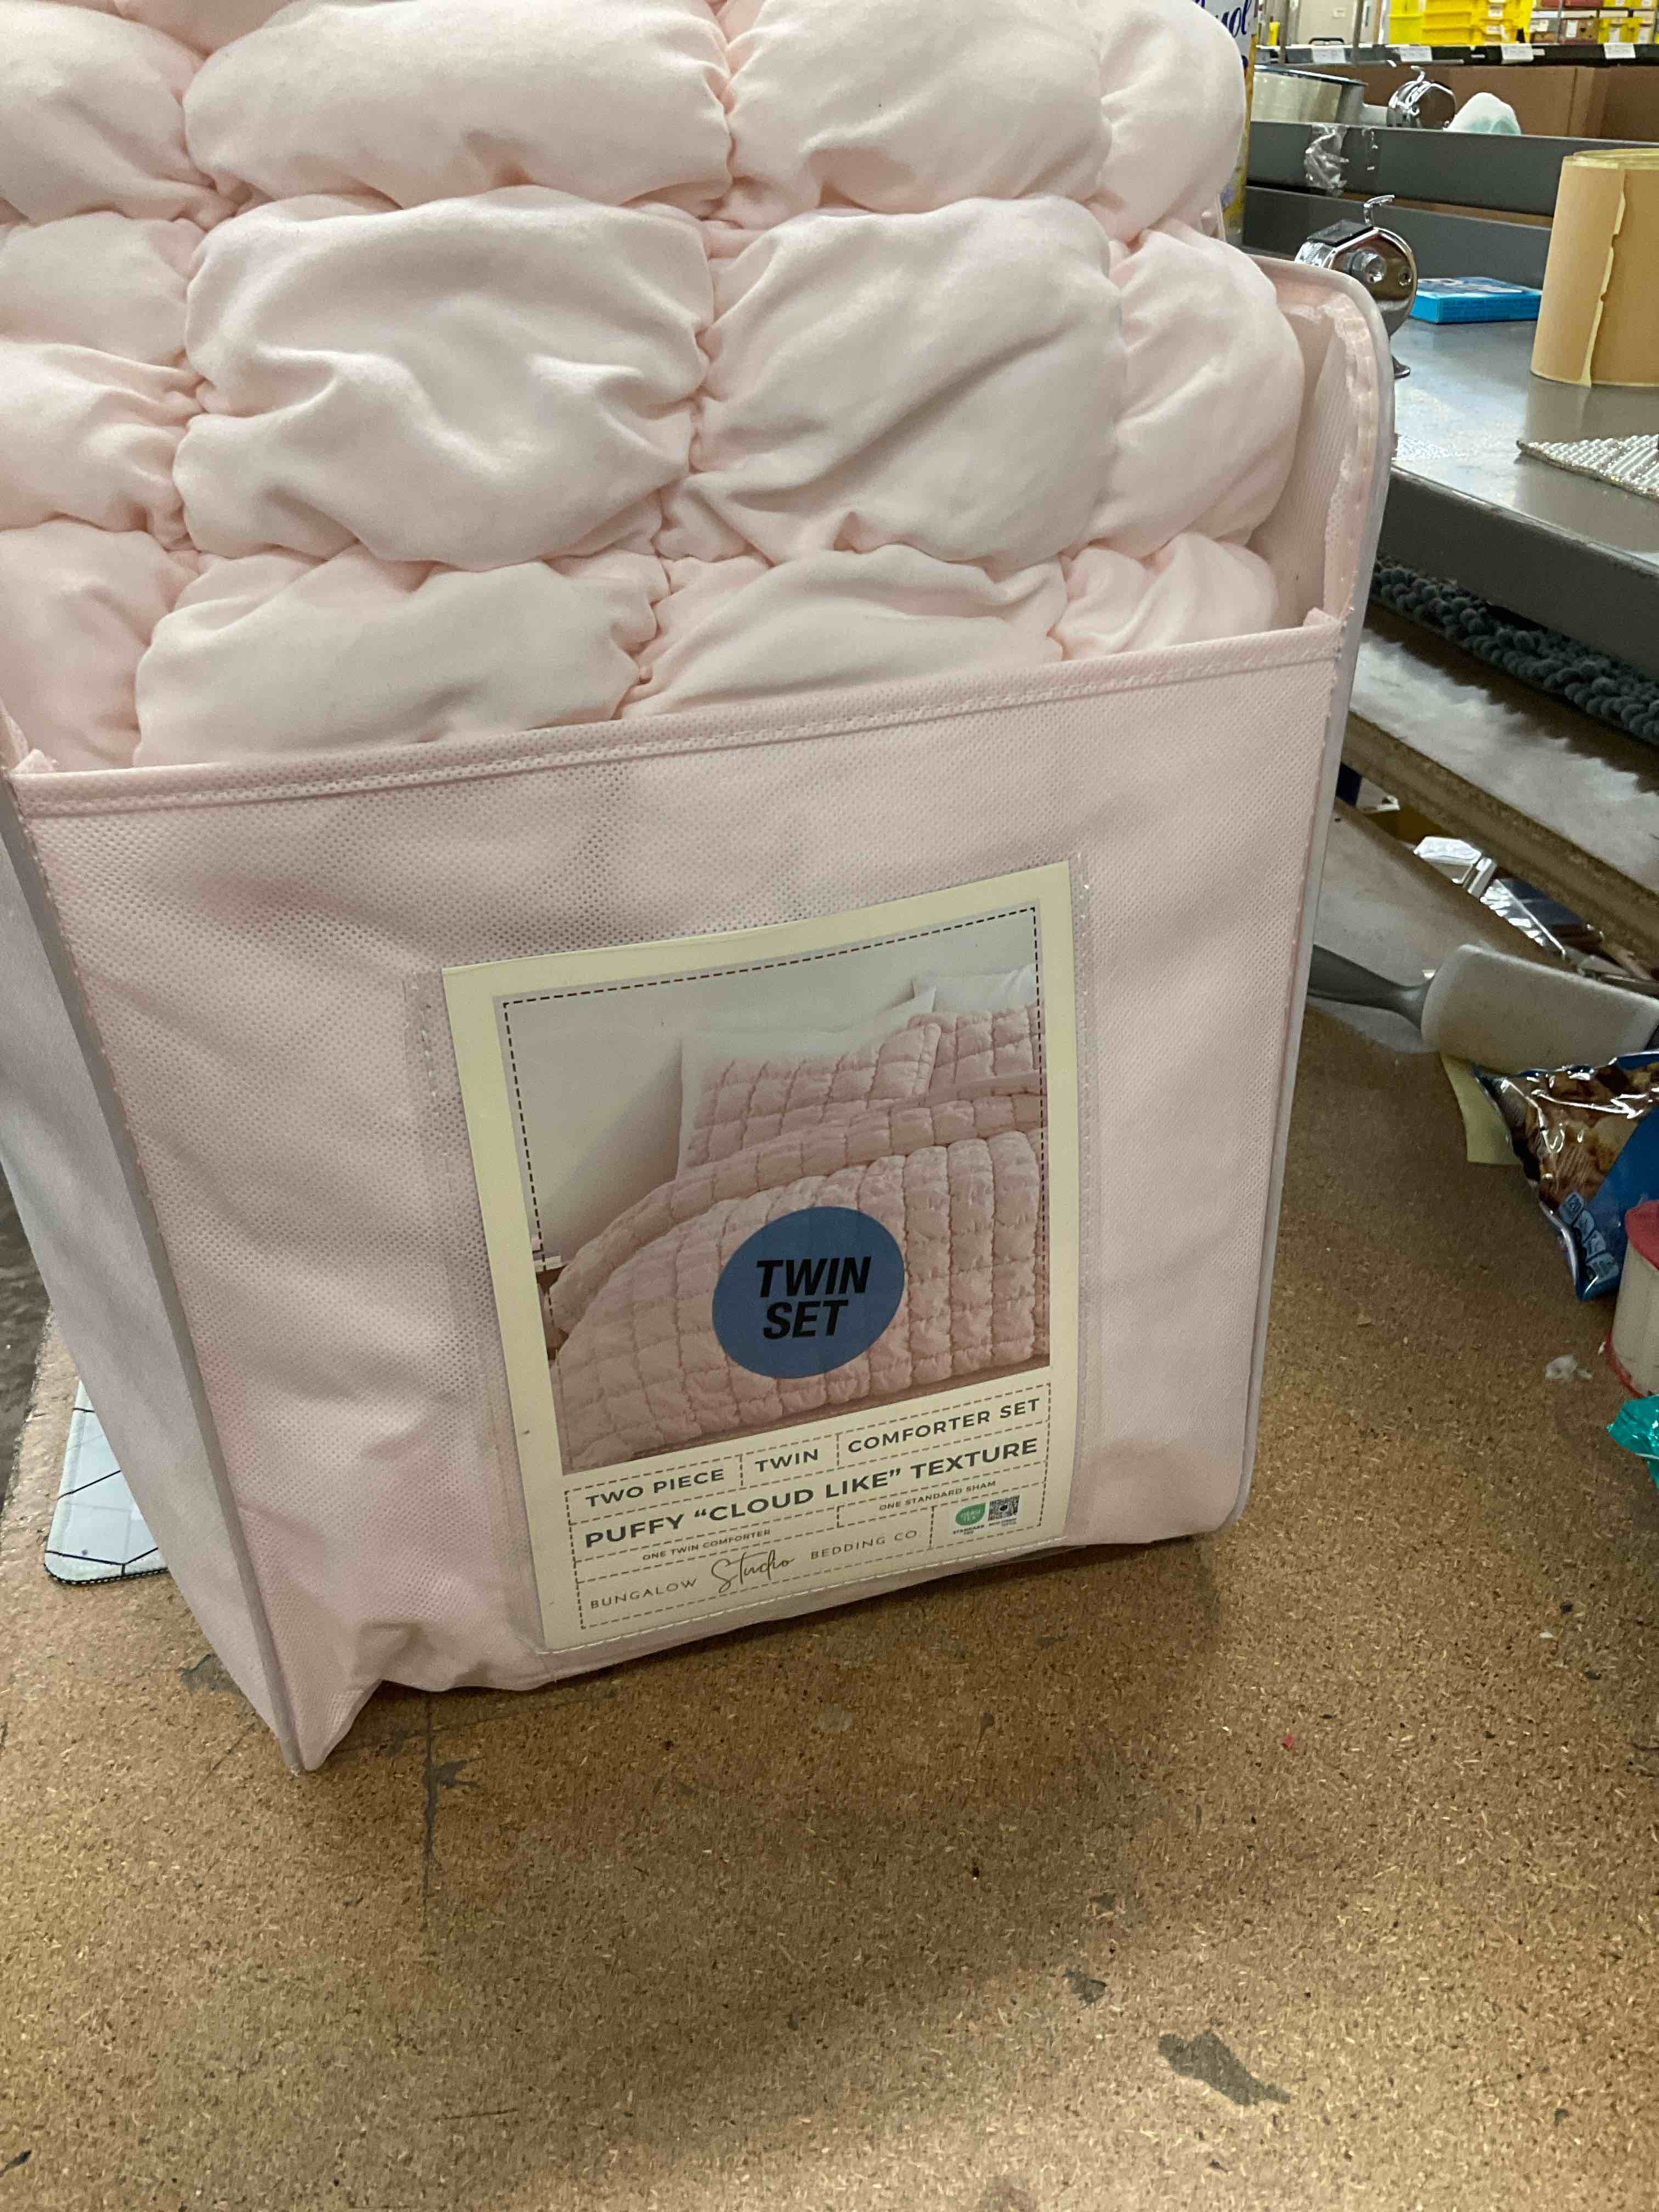 TWIN
SET
TWO PIECE TWIN COMFORTER SET
PUFFY “CLOUD LIKE” TEXTURE
ONE TWIN COMFORTER ONE STANDARD SHAM
BUNGALOW Studio BEDDING CO.